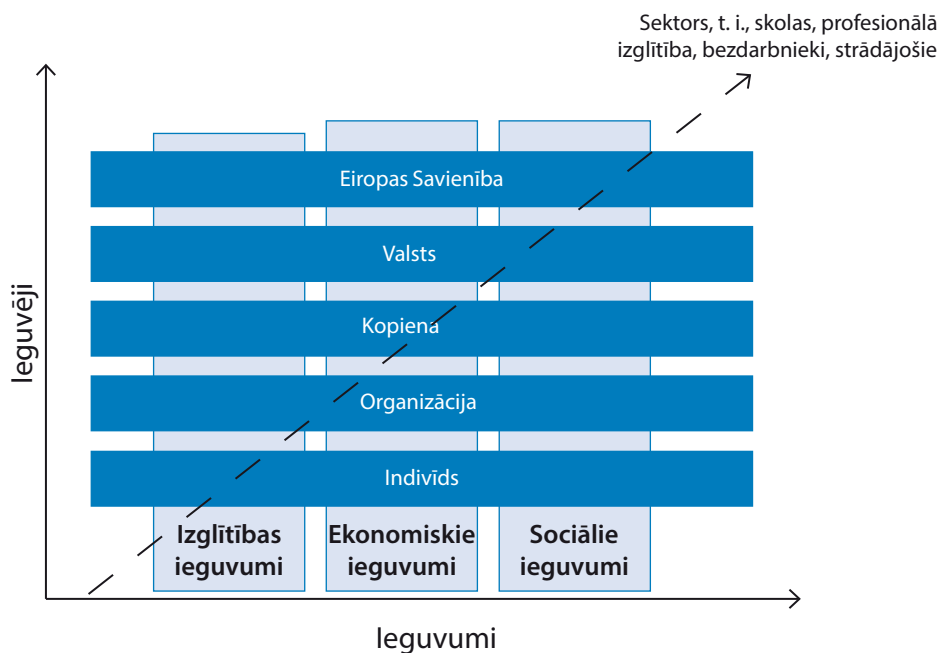 Sektors, t. i., skolas, profesionālā
izglītība, bezdarbnieki, strādājošie
Ieguvēji
Eiropas Savienība
Valsts
Kopiena
Organizācija
Indivīds
Izglītības
ieguvumi
Ekonomiskie
ieguvumi
Sociālie
ieguvumi
Ieguvumi